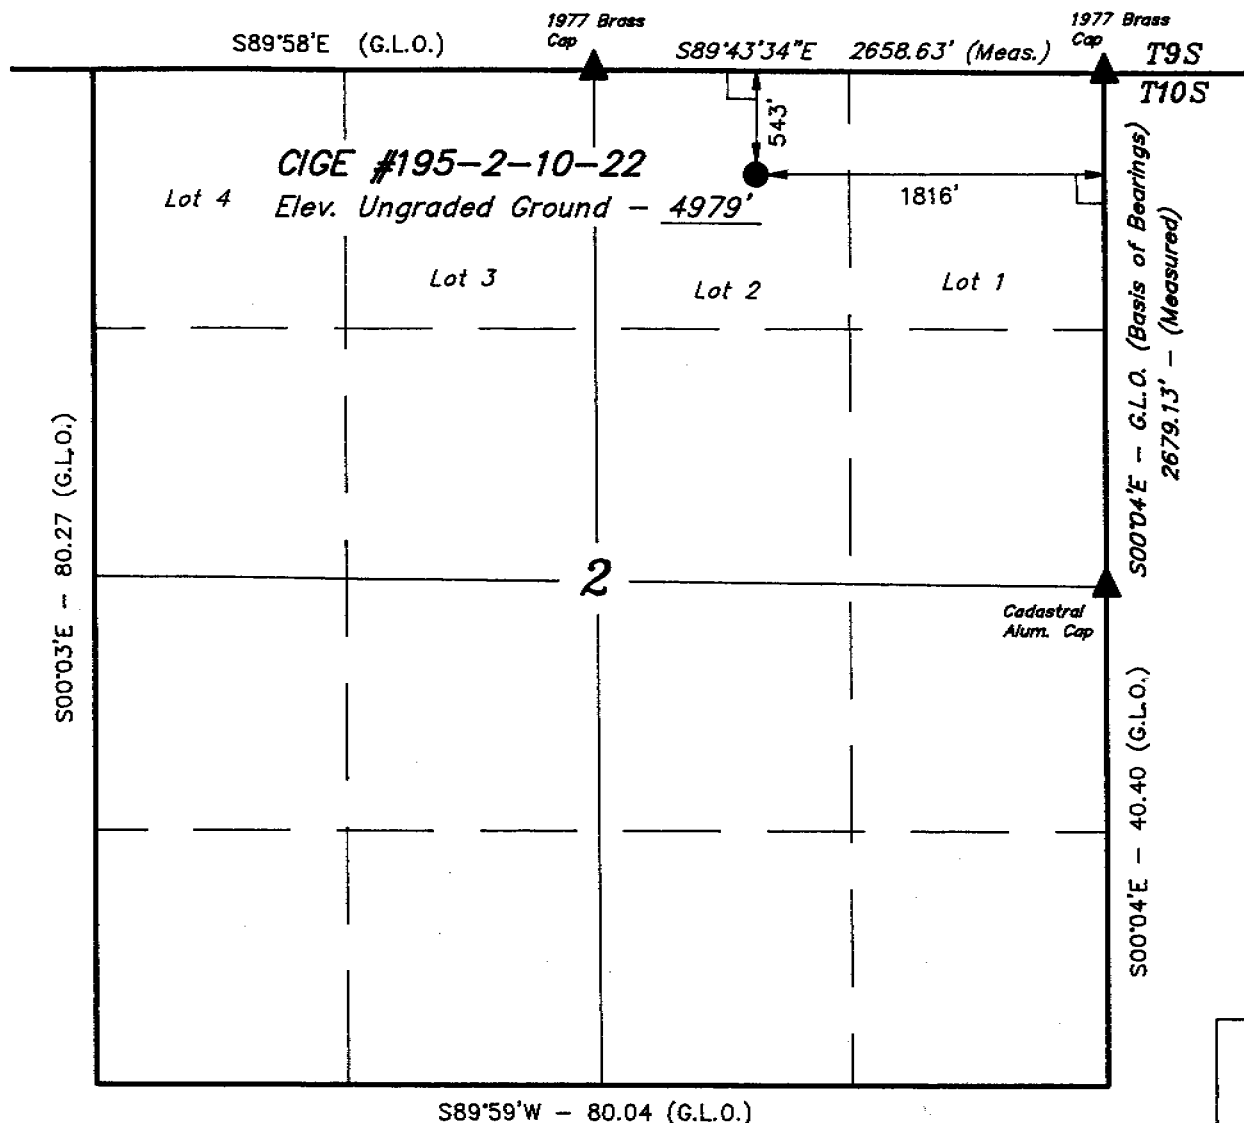 1977 Brass
Cap
1977 Brass
Cap
S89°58'E (G.L.O.)
S89°43'34"E 2658.63' (Meas.)
T9S
T10S
543'
CIGE #195-2-10-22
Elev. Ungraded Ground - 4979'
1816'
Lot 4
Lot 3
Lot 2
Lot 1
S00°04'E - G.L.O. (Basis of Bearings)
2679.13' - (Measured)
S00°03'E - 80.27 (G.L.O.)
2
Cadastral
Alum. Cap
S00°04'E - 40.40 (G.L.O.)
S89°59'W - 80.04 (G.L.O.)